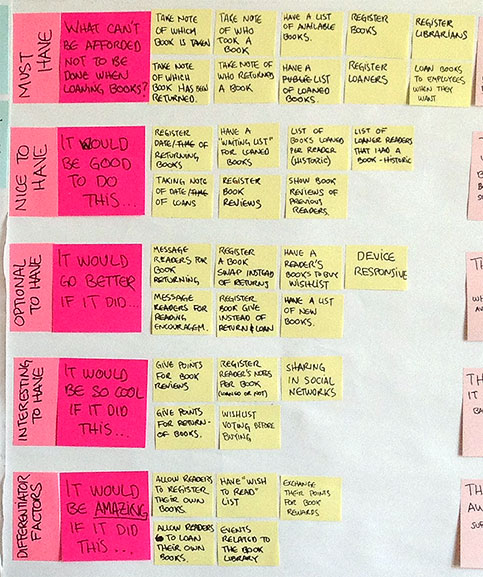 MUST
HAVE
WHAT CAN'T
BE AFFORDED
NOT TO BE
DONE WHEN
LOANING BOOKS?
TAKE NOTE
OF WHICH
BOOK IS TAKEN
TAKE NOTE
OF WHO
TOOK A
BOOK
HAVE A LIST
OF AVAILABLE
BOOKS.
REGISTER
BOOKS
REGISTER
LIBRARIANS
TAKE NOTE
OF WHICH
BOOK HAS BEEN
RETURNED.
TAKE NOTE OF
WHO RETURNED A
BOOK
HAVE A
PUBLIC LIST
OF LOANED
BOOKS.
REGISTER
LOANERS
LOAN BOOKS
TO EMPLOYEES
WHEN THEY
WANT
NICE TO
HAVE
IT WOULD
BE GOOD
TO DO
THIS...
REGISTER
DATE/TIME OF
RETURNING
BOOKS
HAVE A
"WAITING LIST"
FOR LOANED
BOOKS
LIST OF
BOOKS LOANED
PER READER
(HISTORIC)
LIST OF
LOANER READERS
THAT HAD A
BOOK - HISTORIC
TAKING NOTE
OF DATE/TIME
OF LOANS
REGISTER
BOOK
REVIEWS
SHOW BOOK
REVIEWS OF
PREVIOUS
READERS.
OPTIONAL
TO HAVE
IT WOULD
GO BETTER
IF IT DID...
MESSAGE
READERS FOR
BOOK
RETURNING
REGISTER
A BOOK
SWAP INSTEAD
OF RETURNS
HAVE A
READER'S
BOOKS TO BUY
WISHLIST
DEVICE
RESPONSIVE
MESSAGE
READERS FOR
READING
ENCOURAGEM.
REGISTER
BOOK GIVE
INSTEAD OF
RETURN & LOAN
HAVE A LIST
OF NEW
BOOKS.
INTERESTING
TO HAVE
IT WOULD
BE SO COOL
IF IT DID
THIS...
GIVE POINTS
FOR BOOK
REVIEWS
REGISTER
READER'S NOTES
PER BOOK
(LOANED OR NOT)
SHARING
IN SOCIAL
NETWORKS
GIVE POINTS
FOR RETURN-
OF BOOKS.
WISHLIST
VOTING BEFORE
BUYING
DIFFERENTIATOR
FACTORS
IT WOULD
BE AMAZING
IF IT DID
THIS...
ALLOW READERS
TO REGISTER
THEIR OWN
BOOKS.
HAVE "WISH
TO READ"
LIST
EXCHANGE
THEIR POINTS
FOR BOOK
REWARDS
ALLOW READERS
TO LOAN
THEIR OWN
BOOKS.
EVENTS
RELATED TO
THE BOOK
LIBRARY